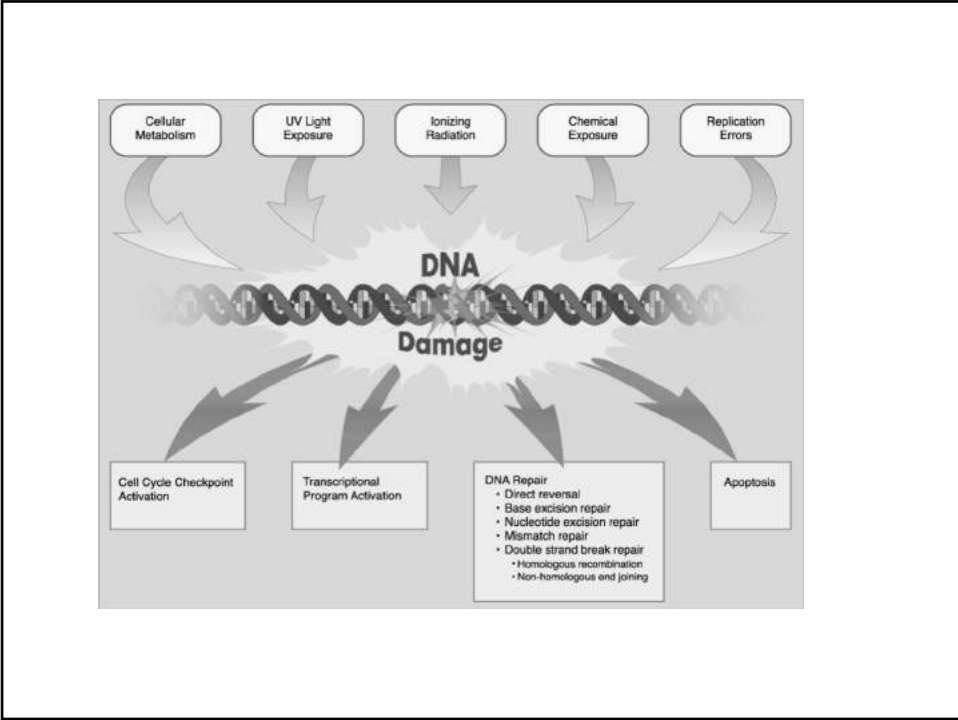 Cellular
Metabolism
UV Light
Exposure
Ionizing
Radiation
Chemical
Exposure
Replication
Errors
DNA
Damage
Cell Cycle Checkpoint
Activation
Transcriptional
Program Activation
DNA Repair
• Direct reversal
• Base excision repair
• Nucleotide excision repair
• Mismatch repair
• Double strand break repair
• Homologous recombination
• Non-homologous end joining
Apoptosis